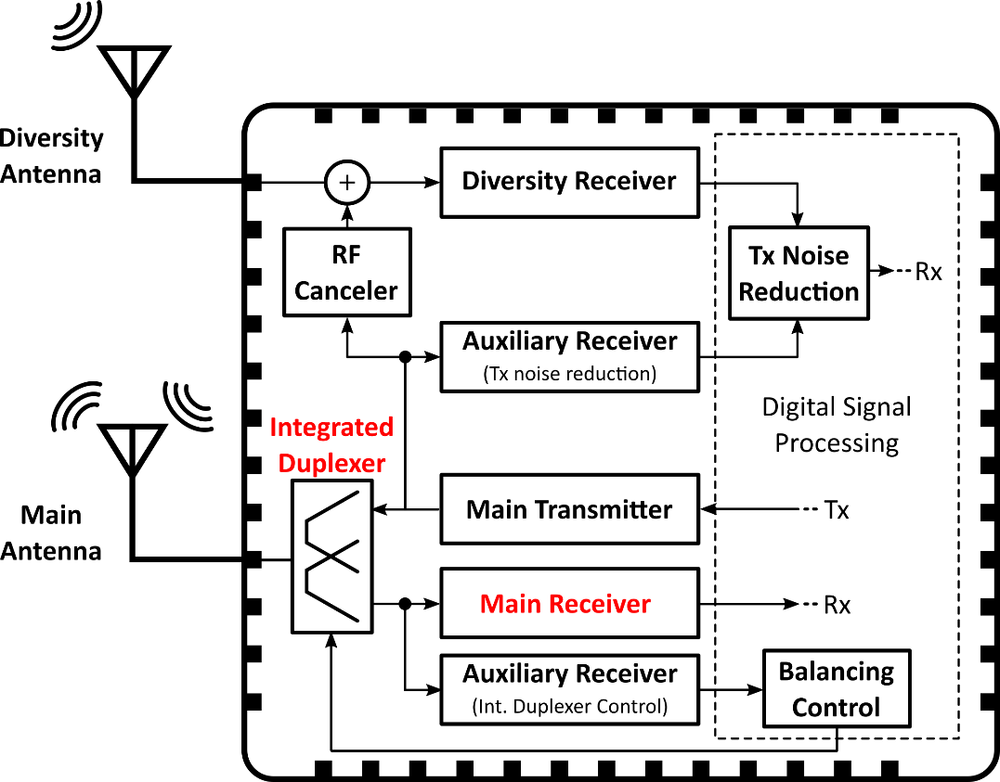 Diversity
Antenna
+
Diversity Receiver
RF
Canceler
Tx Noise
Reduction
Rx
Auxiliary Receiver
(Tx noise reduction)
Digital Signal
Processing
Integrated
Duplexer
Main
Antenna
Main Transmitter
Tx
Main Receiver
Rx
Auxiliary Receiver
(Int. Duplexer Control)
Balancing
Control